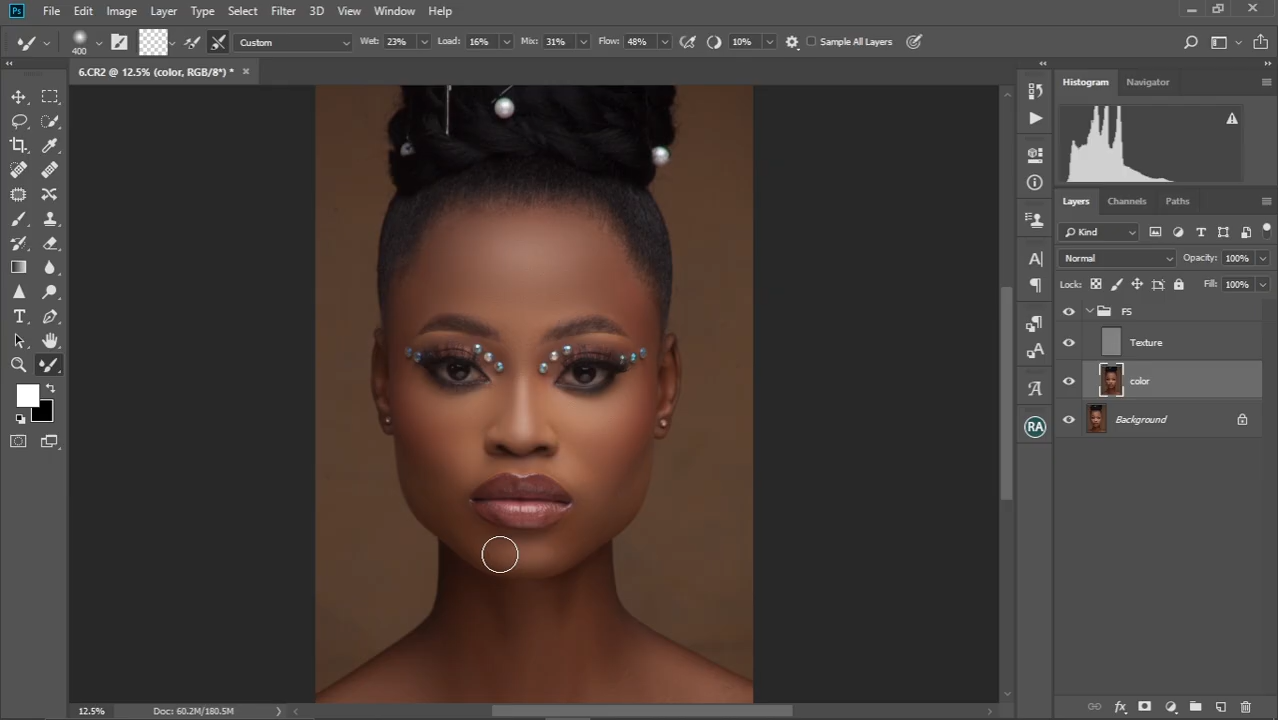 Ps File Edit Image Layer Type Select Filter 3D View Window Help
400 Custom Wet: 23% Load: 16% Mix: 31% Flow: 48% 10% Sample All Layers
6.CR2 @ 12.5% (color, RGB/8*) *
Histogram Navigator
Layers Channels Paths
Kind
Normal Opacity: 100%
Lock: Fill: 100%
FS
Texture
color
Background
RA
12.5% Doc: 60.2M/180.5M